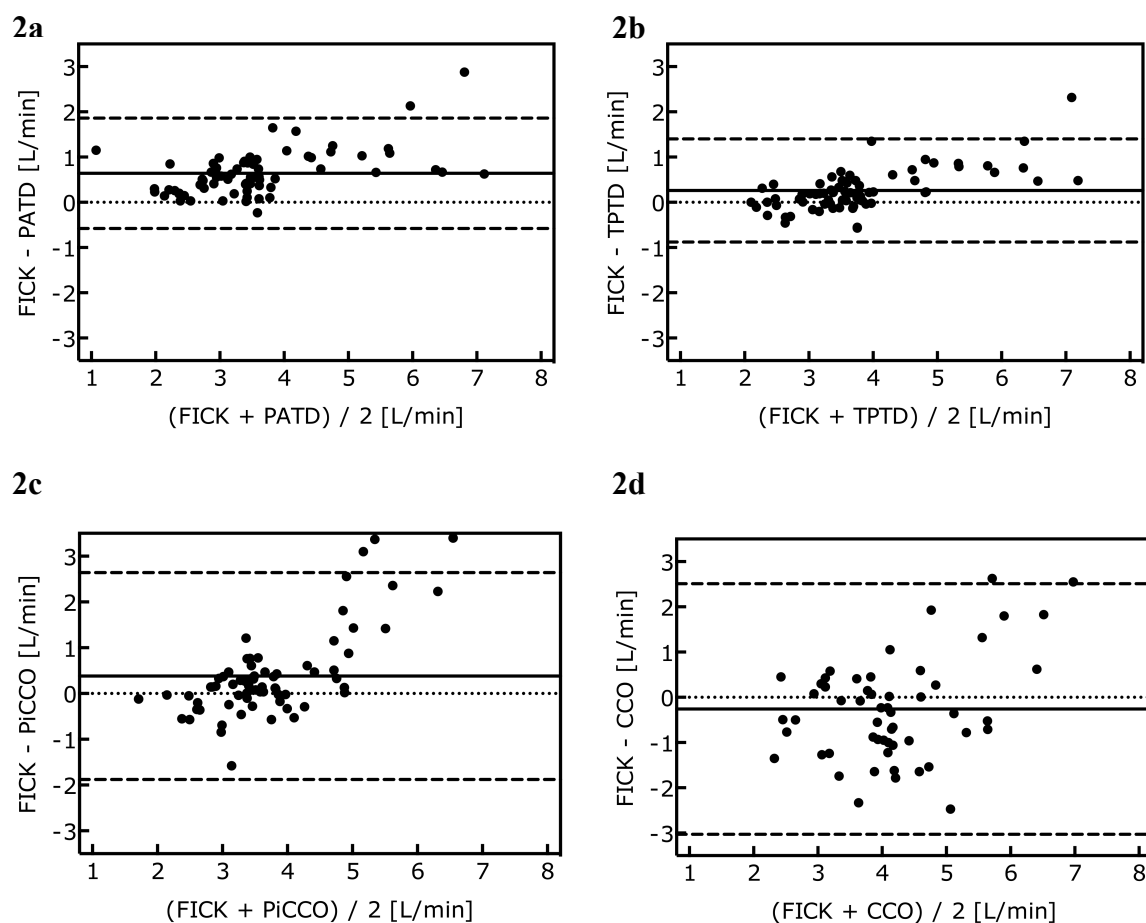 2a
2b
3
2
1
0
-1
-2
-3
FICK - PATD [L/min]
1 2 3 4 5 6 7 8
(FICK + PATD) / 2 [L/min]
3
2
1
0
-1
-2
-3
FICK - TPTD [L/min]
1 2 3 4 5 6 7 8
(FICK + TPTD) / 2 [L/min]
2c
2d
3
2
1
0
-1
-2
-3
FICK - PiCCO [L/min]
1 2 3 4 5 6 7 8
(FICK + PiCCO) / 2 [L/min]
3
2
1
0
-1
-2
-3
FICK - CCO [L/min]
1 2 3 4 5 6 7 8
(FICK + CCO) / 2 [L/min]